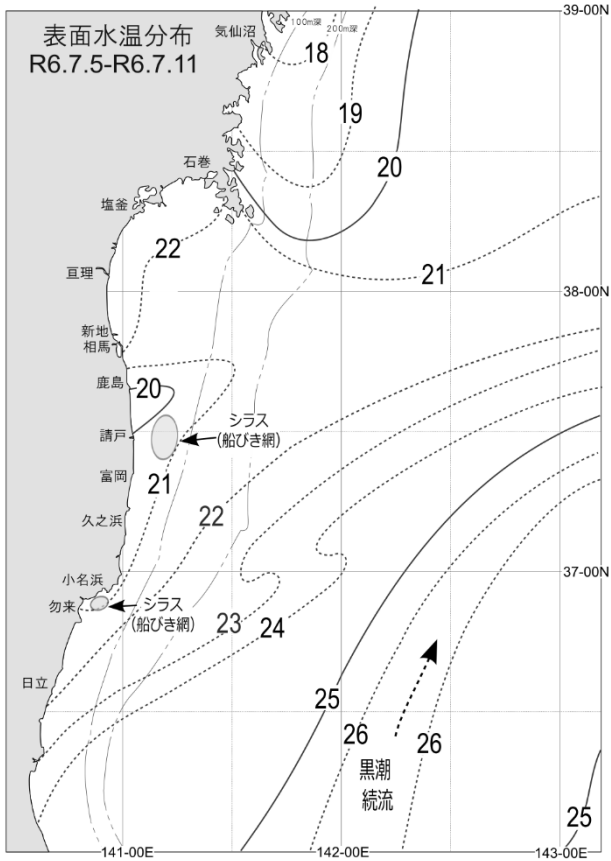 表面水温分布
R6.7.5-R6.7.11
気仙沼
100m深
200m深
39-00N
18
19
20
石巻
塩釜
22
21
亘理
38-00N
新地
相馬
鹿島
20
シラス
(船びき網)
請戸
富岡
21
22
久之浜
小名浜
37-00N
勿来
シラス
(船びき網)
23
24
日立
25
26
26
黒潮
続流
25
141-00E
142-00E
143-00E